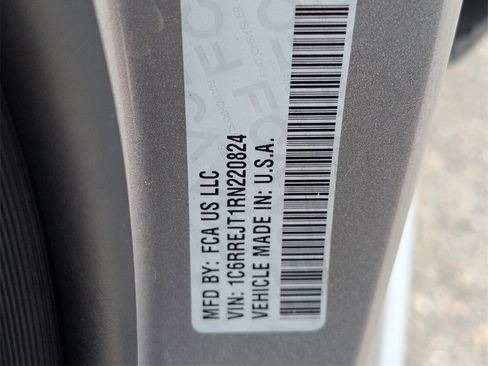 MFD BY: FCA US LLC
VIN: 1C6RREJT1RN220824
VEHICLE MADE IN: U.S.A.